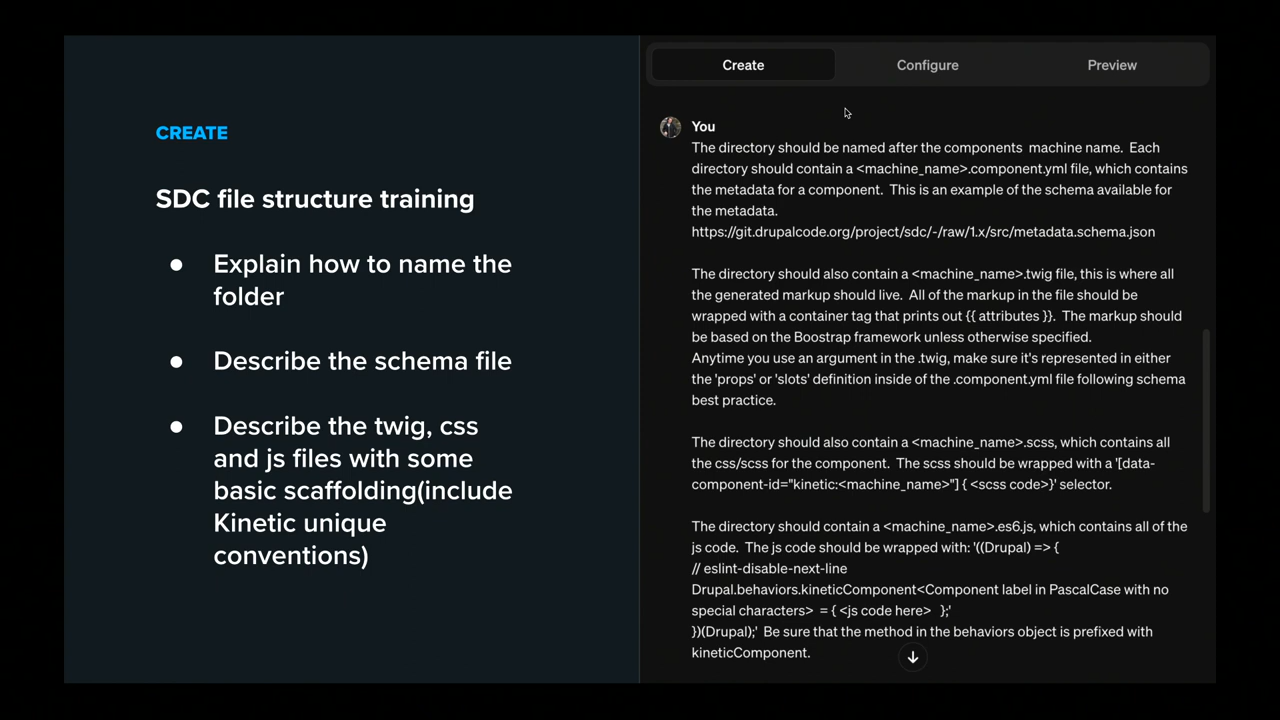 CREATE
SDC file structure training
● Explain how to name the
folder
● Describe the schema file
● Describe the twig, css
and js files with some
basic scaffolding(include
Kinetic unique
conventions)
Create
Configure
Preview
You
The directory should be named after the components  machine name.  Each
directory should contain a <machine_name>.component.yml file, which contains
the metadata for a component.  This is an example of the schema available for
the metadata.
https://git.drupalcode.org/project/sdc/-/raw/1.x/src/metadata.schema.json
The directory should also contain a <machine_name>.twig file, this is where all
the generated markup should live.  All of the markup in the file should be
wrapped with a container tag that prints out {{ attributes }}.  The markup should
be based on the Boostrap framework unless otherwise specified.
Anytime you use an argument in the .twig, make sure it's represented in either
the 'props' or 'slots' definition inside of the .component.yml file following schema
best practice.
The directory should also contain a <machine_name>.scss, which contains all
the css/scss for the component.  The scss should be wrapped with a '[data-
component-id="kinetic:<machine_name>"] { <scss code>}' selector.
The directory should contain a <machine_name>.es6.js, which contains all of the
js code.  The js code should be wrapped with: '((Drupal) => {
// eslint-disable-next-line
Drupal.behaviors.kineticComponent<Component label in PascalCase with no
special characters>  = { <js code here>   };'
})(Drupal);'  Be sure that the method in the behaviors object is prefixed with
kineticComponent.